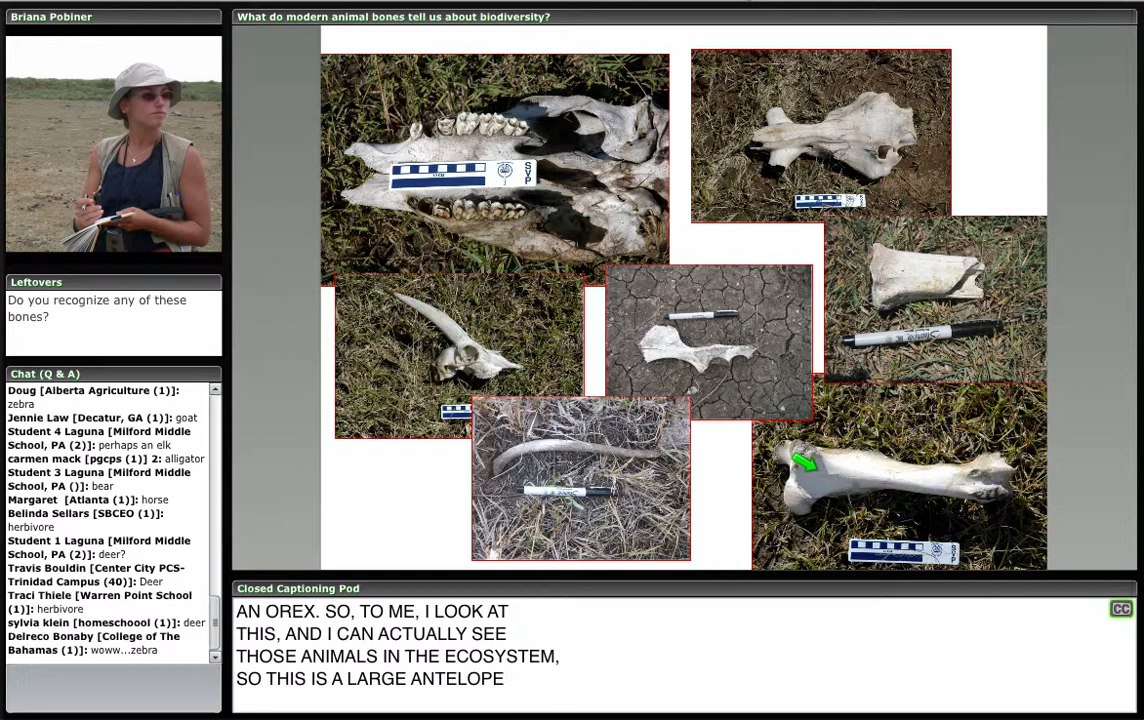 Briana Pobiner
What do modern animal bones tell us about biodiversity?
SVP
Leftovers
Do you recognize any of these
bones?
Chat (Q & A)
Doug [Alberta Agriculture (1)]:
zebra
Jennie Law [Decatur, GA (1)]: goat
Student 4 Laguna [Milford Middle
School, PA (2)]: perhaps an elk
carmen mack [pgcps (1)] 2: alligator
Student 3 Laguna [Milford Middle
School, PA ()]: bear
Margaret [Atlanta (1)]: horse
Belinda Sellars [SBCEO (1)]:
herbivore
Student 1 Laguna [Milford Middle
School, PA (2)]: deer?
Travis Bouldin [Center City PCS-
Trinidad Campus (40)]: Deer
Traci Thiele [Warren Point School
(1)]: herbivore
sylvia klein [homeschoool (1)]: deer
Delreco Bonaby [College of The
Bahamas (1)]: woww...zebra
Closed Captioning Pod
CC
AN OREX. SO, TO ME, I LOOK AT
THIS, AND I CAN ACTUALLY SEE
THOSE ANIMALS IN THE ECOSYSTEM,
SO THIS IS A LARGE ANTELOPE